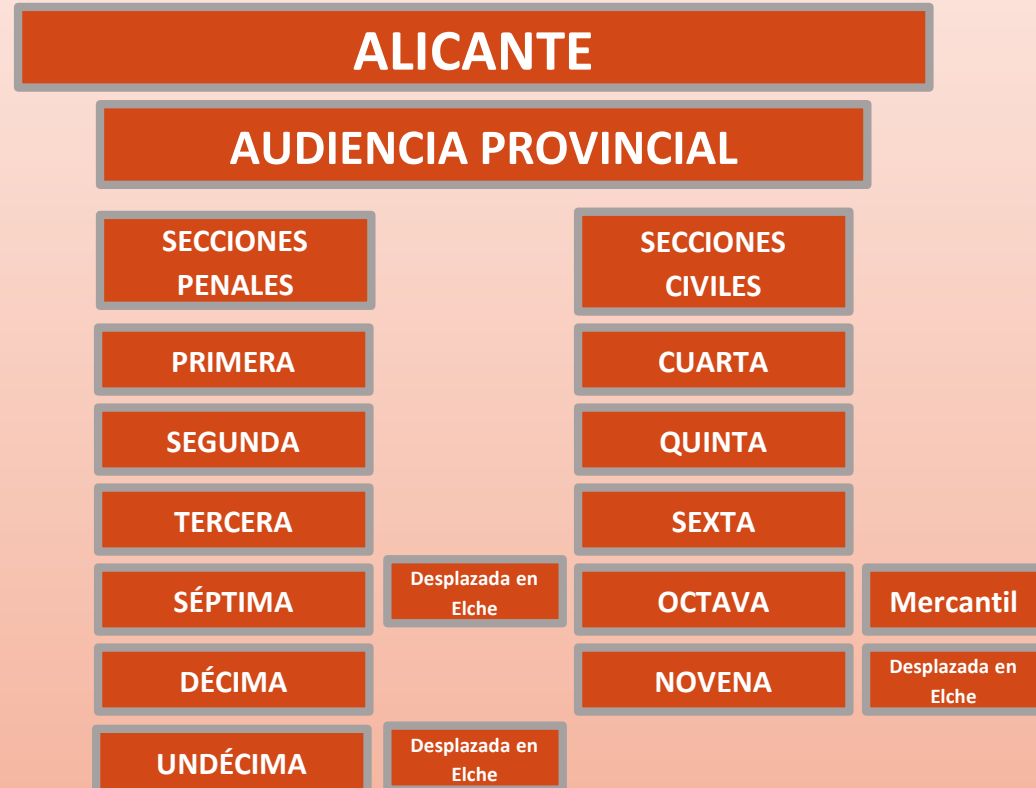 ALICANTE
AUDIENCIA PROVINCIAL
SECCIONES
PENALES
PRIMERA
SEGUNDA
TERCERA
SÉPTIMA
Desplazada en
Elche
DÉCIMA
UNDÉCIMA
Desplazada en
Elche
SECCIONES
CIVILES
CUARTA
QUINTA
SEXTA
OCTAVA
Mercantil
NOVENA
Desplazada en
Elche